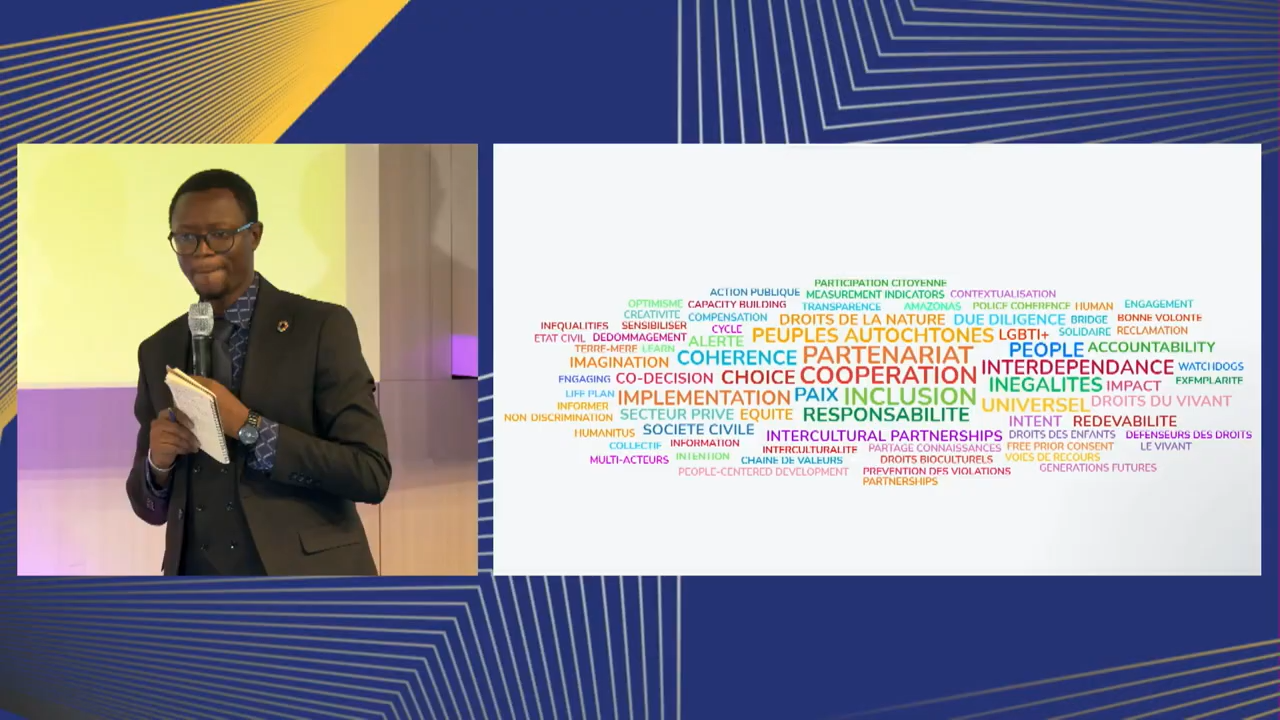 PARTICIPATION CITOYENNE
ACTION PUBLIQUE MEASUREMENT INDICATORS CONTEXTUALISATION
OPTIMISME CAPACITY BUILDING TRANSPARENCE AMAZONAS POLICE COHERENCE HUMAN ENGAGEMENT
CREATIVITE COMPENSATION DROITS DE LA NATURE DUE DILIGENCE BRIDGE BONNE VOLONTE
INEQUALITIES SENSIBILISER CYCLE PEUPLES AUTOCHTONES LGBTI+ SOLIDAIRE RECLAMATION
ETAT CIVIL DEDOMMAGEMENT ALERTE
TERRE-MERE LEARN COHERENCE PARTENARIAT PEOPLE ACCOUNTABILITY
IMAGINATION INTERDEPENDANCE WATCHDOGS
ENGAGING CO-DECISION CHOICE COOPERATION INEGALITES IMPACT EXEMPLARITE
LIFE PLAN IMPLEMENTATION PAIX INCLUSION UNIVERSEL DROITS DU VIVANT
INFORMER
NON DISCRIMINATION SECTEUR PRIVE EQUITE RESPONSABILITE INTENT REDEVABILITE
HUMANITUS SOCIETE CIVILE INTERCULTURAL PARTNERSHIPS DROITS DES ENFANTS DEFENSEURS DES DROITS
COLLECTIF INFORMATION INTERCULTURALITE PARTAGE CONNAISSANCES FREE PRIOR CONSENT LE VIVANT
MULTI-ACTEURS INTENTION CHAINE DE VALEURS DROITS BIOCULTURELS VOIES DE RECOURS
PEOPLE-CENTERED DEVELOPMENT PREVENTION DES VIOLATIONS GENERATIONS FUTURES
PARTNERSHIPS